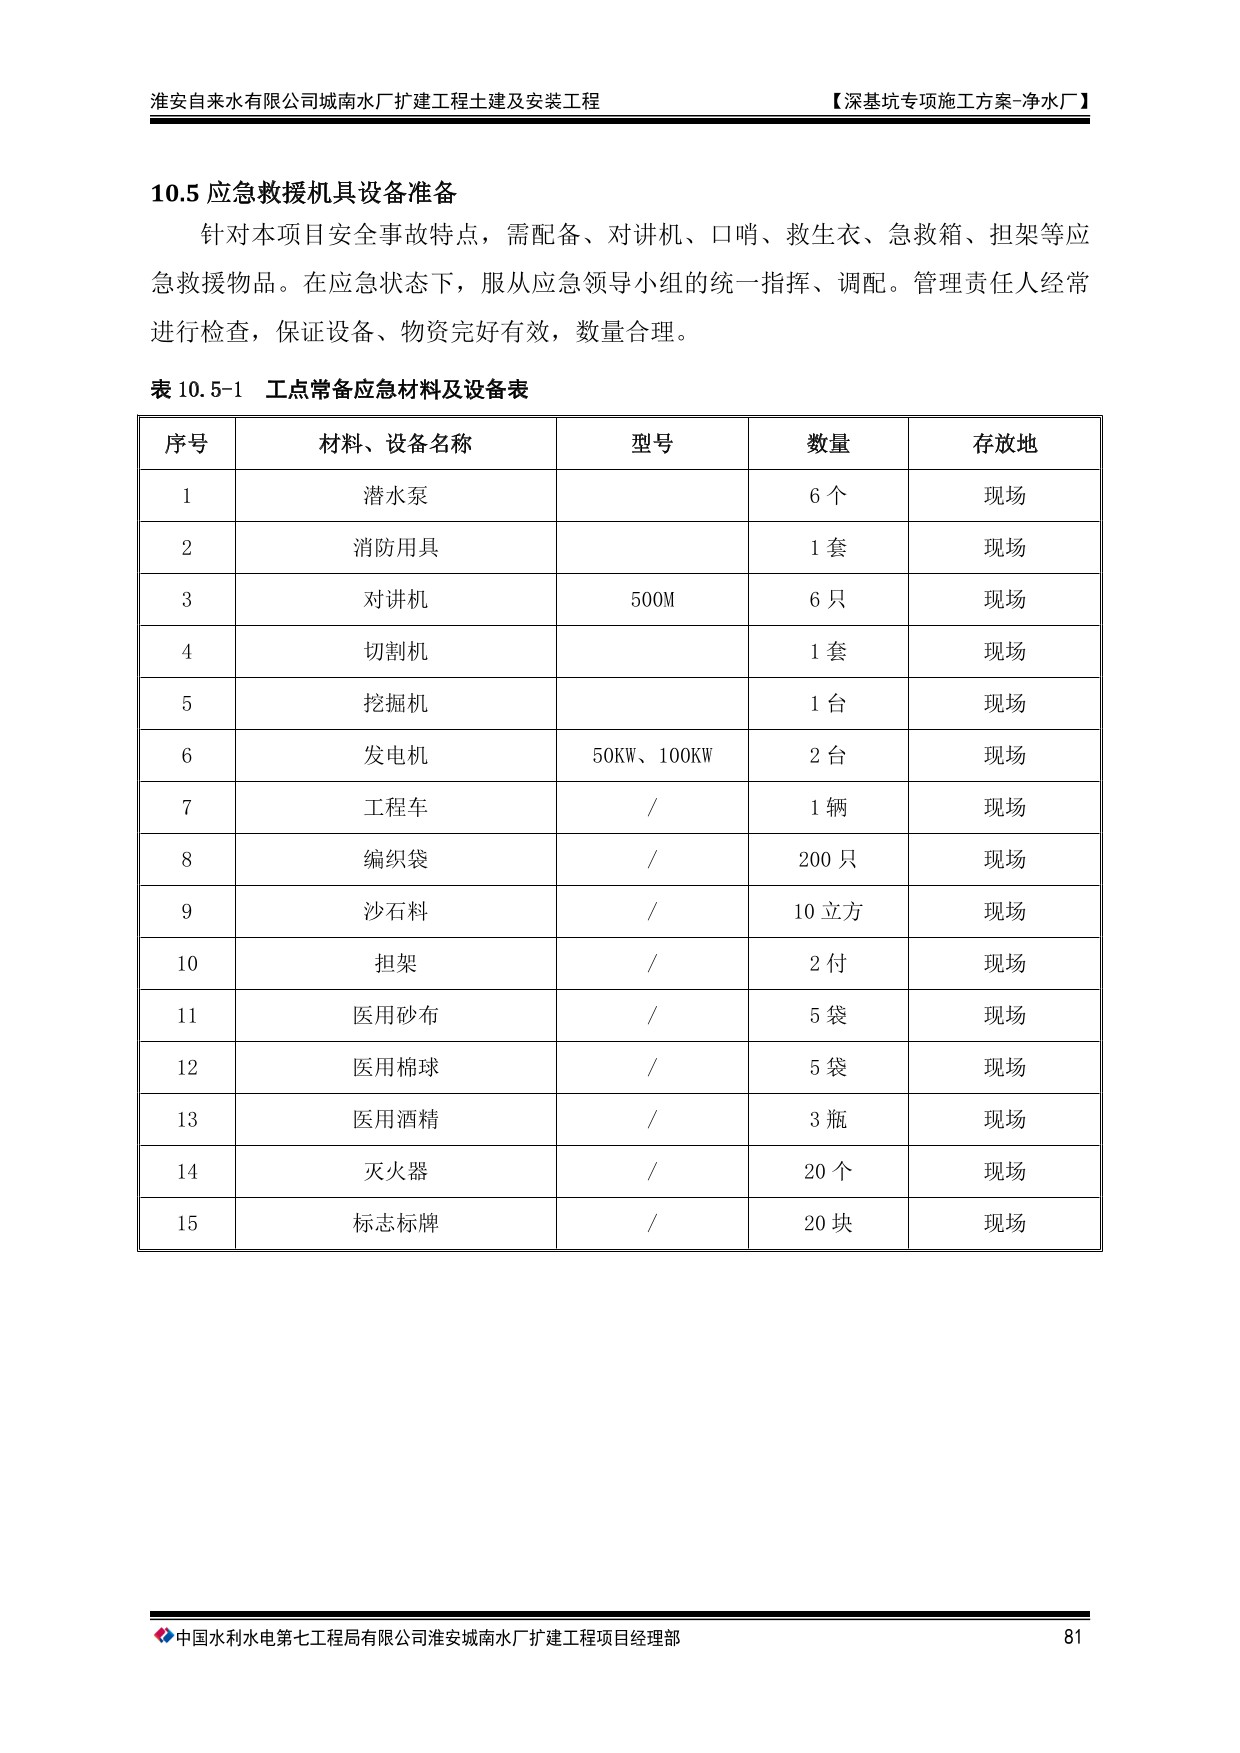 淮安自来水有限公司城南水厂扩建工程土建及安装工程 【深基坑专项施工方案-净水厂】
10.5 应急救援机具设备准备
针对本项目安全事故特点，需配备、对讲机、口哨、救生衣、急救箱、担架等应
急救援物品。在应急状态下，服从应急领导小组的统一指挥、调配。管理责任人经常
进行检查，保证设备、物资完好有效，数量合理。
表 10.5-1 工点常备应急材料及设备表
序号 材料、设备名称 型号 数量 存放地
1 潜水泵 6 个 现场
2 消防用具 1 套 现场
3 对讲机 500M 6 只 现场
4 切割机 1 套 现场
5 挖掘机 1 台 现场
6 发电机 50KW、100KW 2 台 现场
7 工程车 / 1 辆 现场
8 编织袋 / 200 只 现场
9 沙石料 / 10 立方 现场
10 担架 / 2 付 现场
11 医用砂布 / 5 袋 现场
12 医用棉球 / 5 袋 现场
13 医用酒精 / 3 瓶 现场
14 灭火器 / 20 个 现场
15 标志标牌 / 20 块 现场
中国水利水电第七工程局有限公司淮安城南水厂扩建工程项目经理部 81